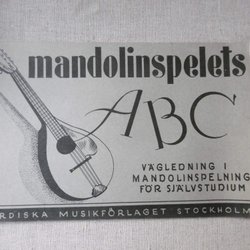 mandolinspelets
ABC
VÄGLEDNING I
MANDOLINSPELNING
FÖR SJÄLVSTUDIUM
RDISKA MUSIKFÖRLAGET STOCKHOLM